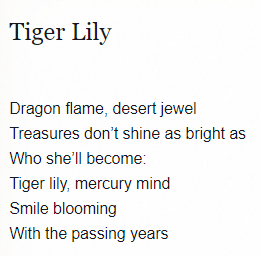 Tiger Lily
Dragon flame, desert jewel
Treasures don’t shine as bright as
Who she’ll become:
Tiger lily, mercury mind
Smile blooming
With the passing years